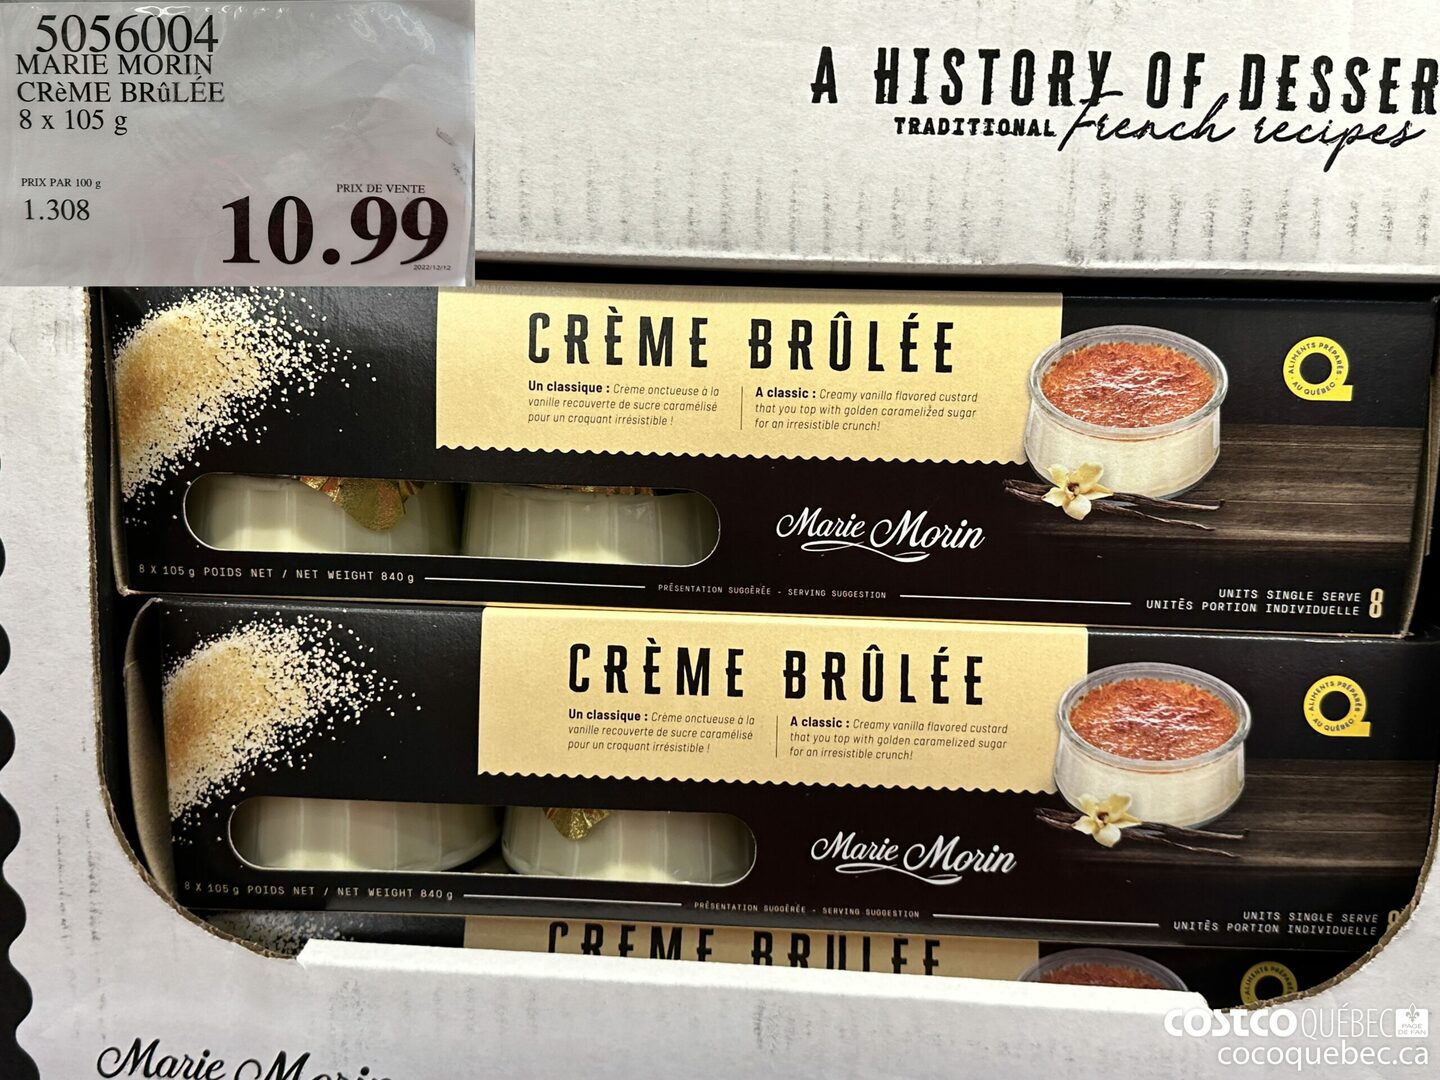 5056004
MARIE MORIN
CRèME BRûLÉE
8 x 105 g
PRIX PAR 100 g
1.308
PRIX DE VENTE
10.99
2022/12/12
A HISTORY OF DESSER
TRADITIONAL French recipes
CRÈME BRÛLÉE
Un classique : Crème onctueuse à la
vanille recouverte de sucre caramélisé
pour un croquant irrésistible !
A classic : Creamy vanilla flavored custard
that you top with golden caramelized sugar
for an irresistible crunch!
ALIMENTS PRÉPARÉS
AU QUÉBEC
Marie Morin
8 X 105 g POIDS NET / NET WEIGHT 840 g
PRÉSENTATION SUGGÉRÉE - SERVING SUGGESTION
UNITS SINGLE SERVE
UNITÉS PORTION INDIVIDUELLE
8
CRÈME BRÛLÉE
Un classique : Crème onctueuse à la
vanille recouverte de sucre caramélisé
pour un croquant irrésistible !
A classic : Creamy vanilla flavored custard
that you top with golden caramelized sugar
for an irresistible crunch!
ALIMENTS PRÉPARÉS
AU QUÉBEC
Marie Morin
8 X 105 g POIDS NET / NET WEIGHT 840 g
PRÉSENTATION SUGGÉRÉE - SERVING SUGGESTION
UNITS SINGLE SERVE
UNITÉS PORTION INDIVIDUELLE
CRÈME BRÛLÉE
ALIMENTS PRÉPARÉS
Marie Morin
COSTCO QUÉBEC
PAGE
DE FAN
cocoquebec.ca